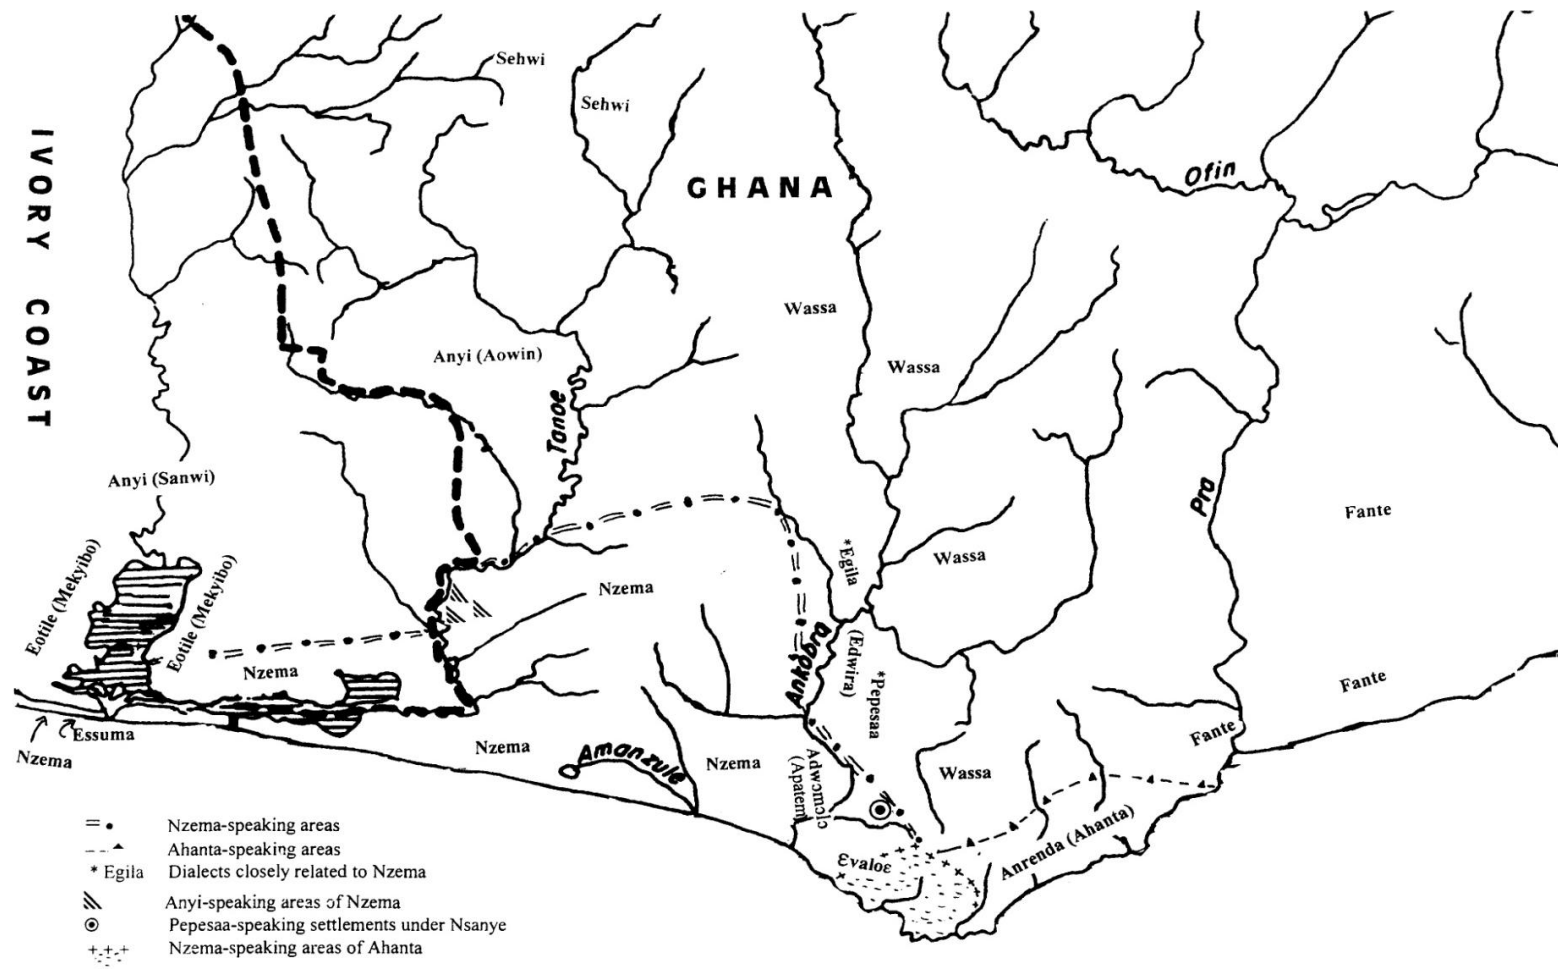 IVORY COAST
GHANA
Sehwi
Sehwi
Ofin
Wassa
Wassa
Anyi (Aowin)
Tanoe
Anyi (Sanwi)
Pra
Fante
Eotile (Mekyibo)
Eotile (Mekyibo)
*Egila
Wassa
Nzema
Ankobra
(Edwira)
*Pepesaa
Nzema
Fante
Fante
Essuma
Nzema
Nzema
Amanzule
Nzema
Adwomolɔ
(Apatem)
Wassa
Ɛvaloɛ
Anrenda (Ahanta)
Nzema-speaking areas
Ahanta-speaking areas
* Egila Dialects closely related to Nzema
Anyi-speaking areas of Nzema
Pepesaa-speaking settlements under Nsanye
Nzema-speaking areas of Ahanta